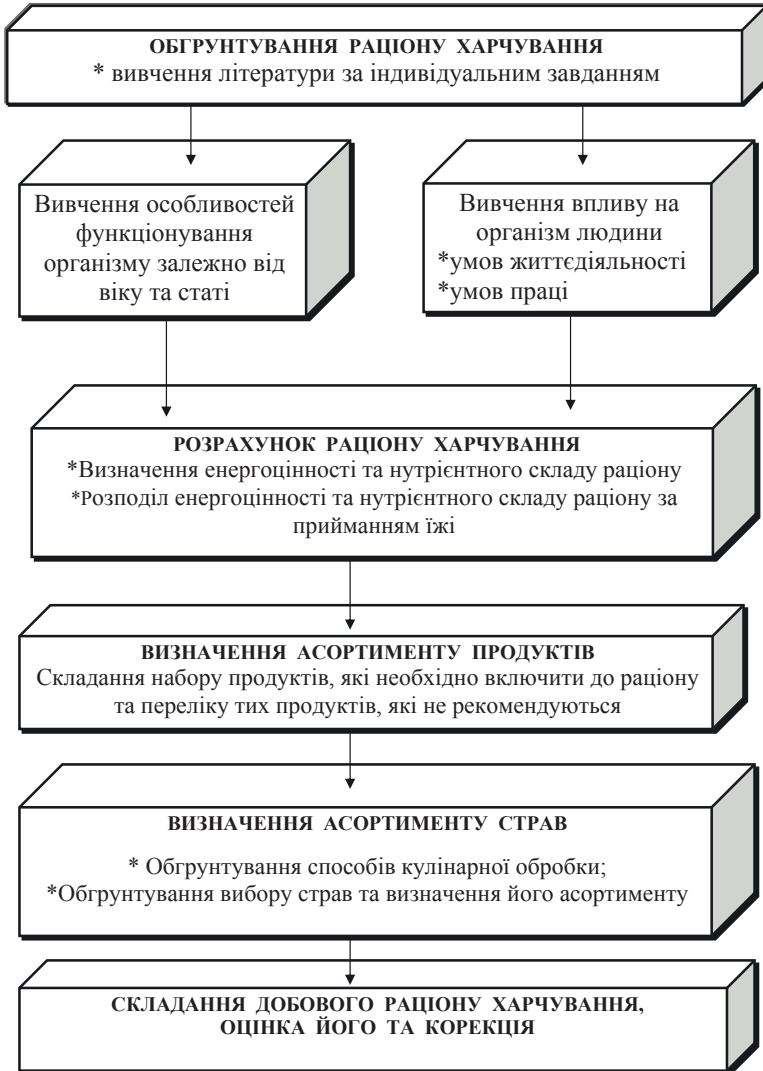 ОБГРУНТУВАННЯ РАЦІОНУ ХАРЧУВАННЯ
* вивчення літератури за індивідуальним завданням
Вивчення особливостей
функціонування
організму залежно від
віку та статі
Вивчення впливу на
організм людини
*умов життєдіяльності
*умов праці
РОЗРАХУНОК РАЦІОНУ ХАРЧУВАННЯ
*Визначення енергоцінності та нутрієнтного складу раціону
*Розподіл енергоцінності та нутрієнтного складу раціону за
прийманням їжі
ВИЗНАЧЕННЯ АСОРТИМЕНТУ ПРОДУКТІВ
Складання набору продуктів, які необхідно включити до раціону
та переліку тих продуктів, які не рекомендуються
ВИЗНАЧЕННЯ АСОРТИМЕНТУ СТРАВ
* Обгрунтування способів кулінарної обробки;
*Обгрунтування вибору страв та визначення його асортименту
СКЛАДАННЯ ДОБОВОГО РАЦІОНУ ХАРЧУВАННЯ,
ОЦІНКА ЙОГО ТА КОРЕКЦІЯ